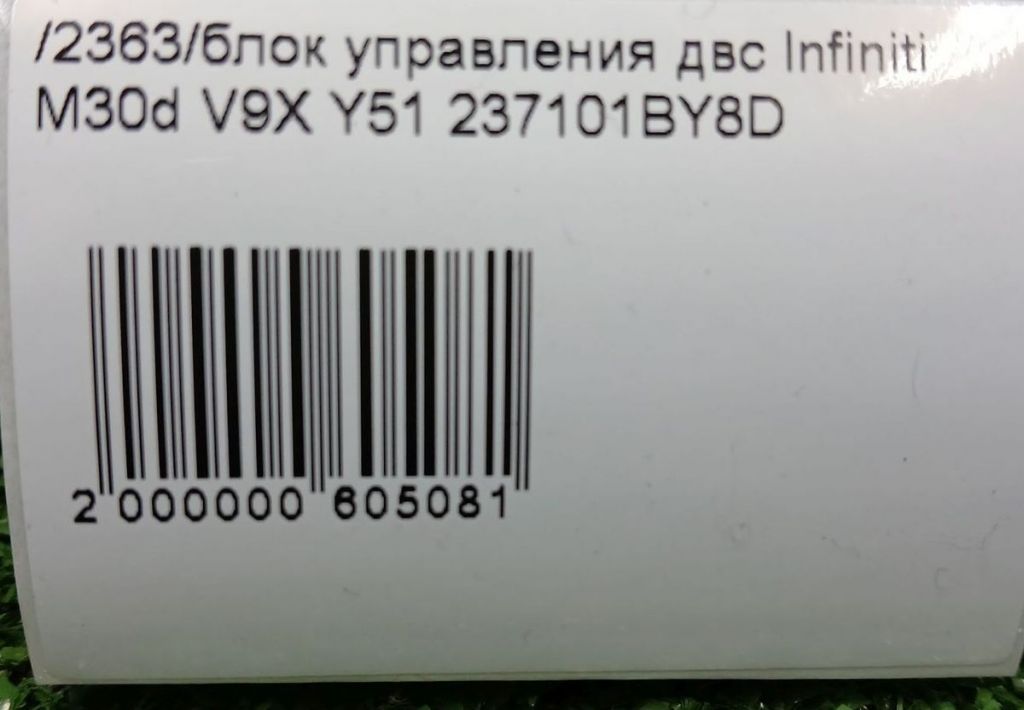 /2363/блок управления двс Infiniti
M30d V9X Y51 237101BY8D
2 000000 605081